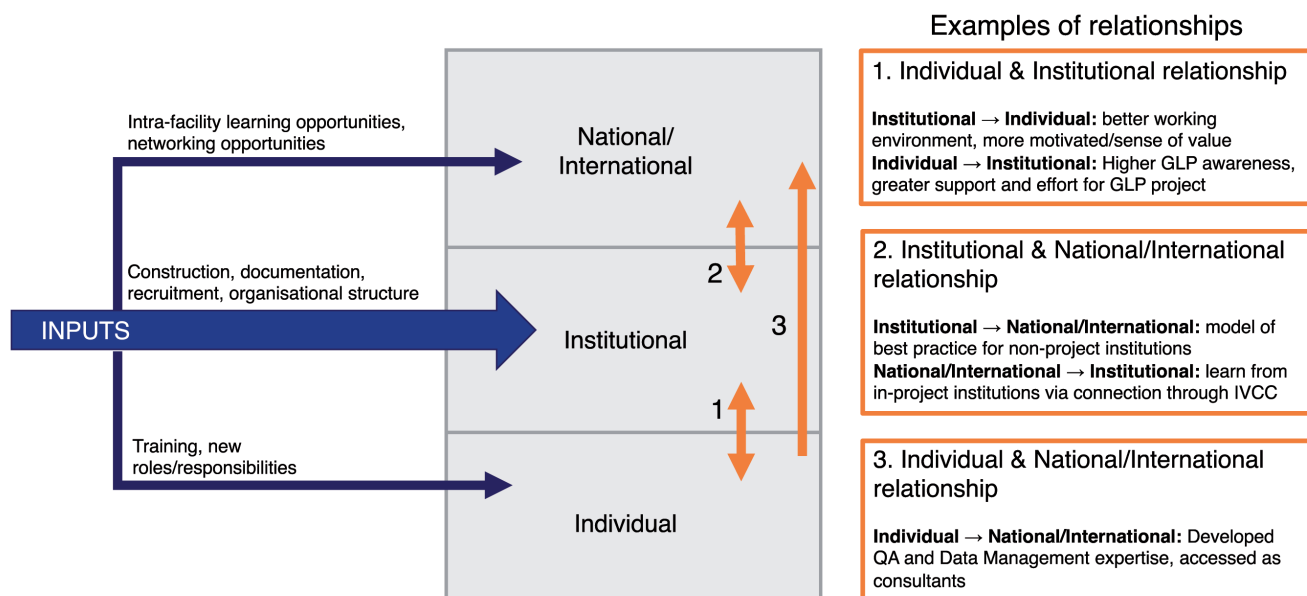 Examples of relationships
Intra-facility learning opportunities,
networking opportunities
Construction, documentation,
recruitment, organisational structure
INPUTS
Training, new
roles/responsibilities
National/
International
Institutional
Individual
2
3
1
1. Individual & Institutional relationship
Institutional → Individual: better working
environment, more motivated/sense of value
Individual → Institutional: Higher GLP awareness,
greater support and effort for GLP project
2. Institutional & National/International
relationship
Institutional → National/International: model of
best practice for non-project institutions
National/International → Institutional: learn from
in-project institutions via connection through IVCC
3. Individual & National/International
relationship
Individual → National/International: Developed
QA and Data Management expertise, accessed as
consultants